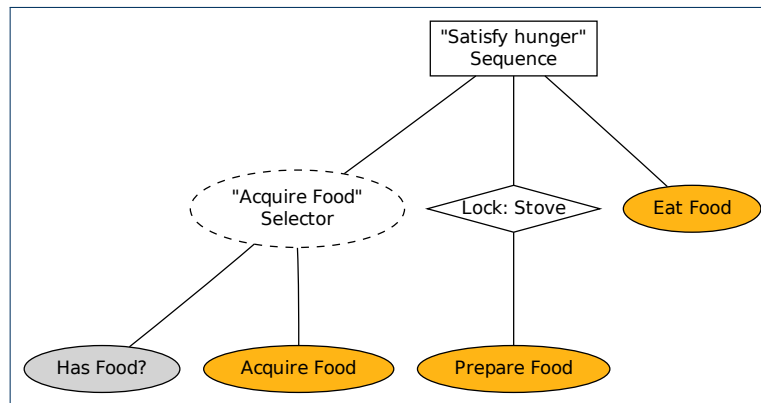 "Satisfy hunger"
Sequence
"Acquire Food"
Selector
Lock: Stove
Eat Food
Has Food?
Acquire Food
Prepare Food